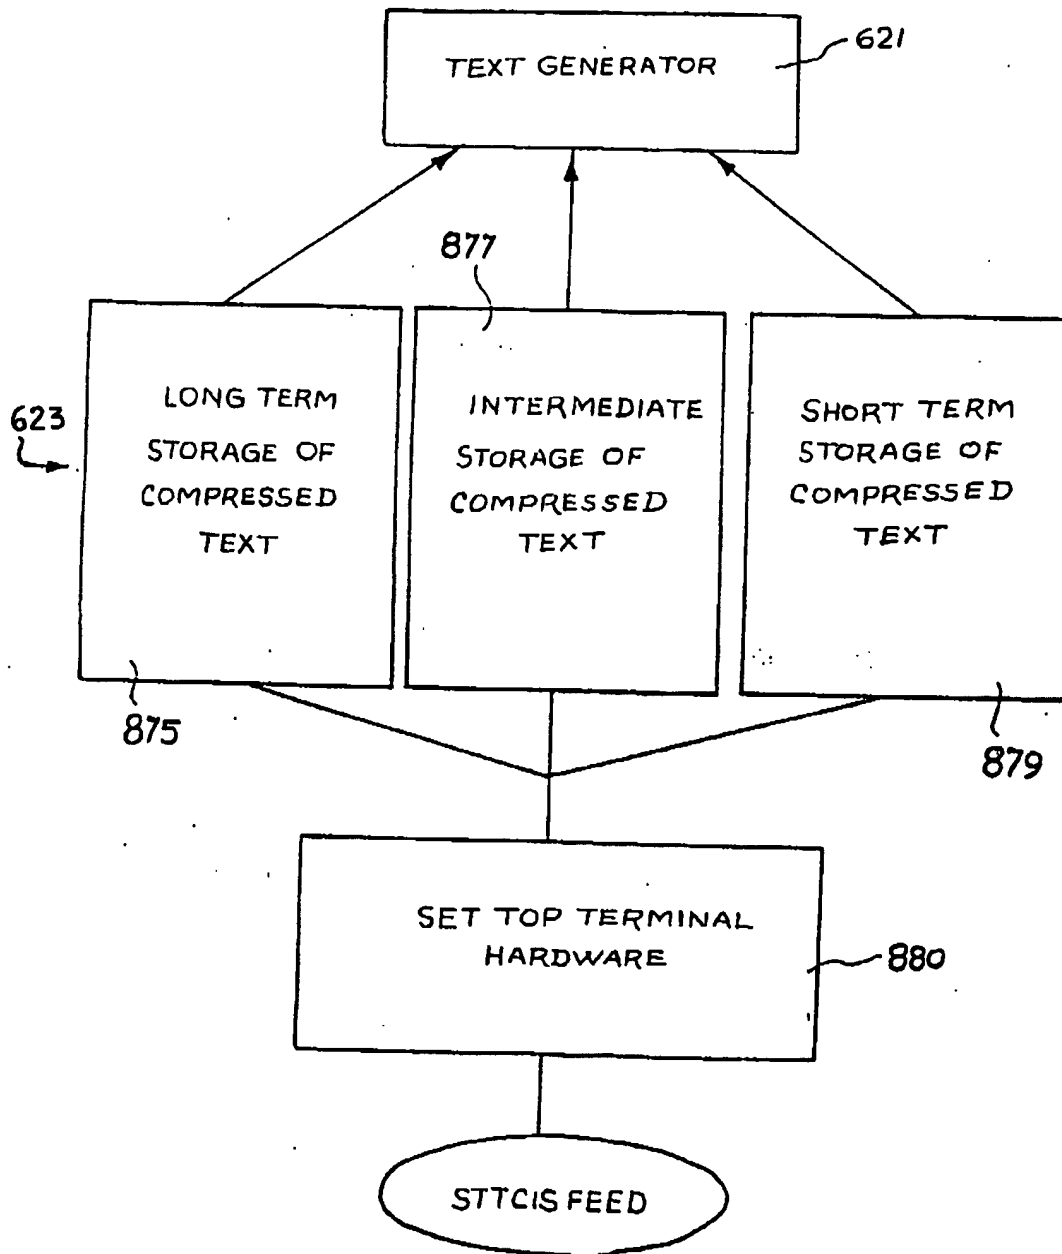 TEXT GENERATOR
621
877
623
LONG TERM
STORAGE OF
COMPRESSED
TEXT
INTERMEDIATE
STORAGE OF
COMPRESSED
TEXT
SHORT TERM
STORAGE OF
COMPRESSED
TEXT
875
879
SET TOP TERMINAL
HARDWARE
880
STTCIS FEED